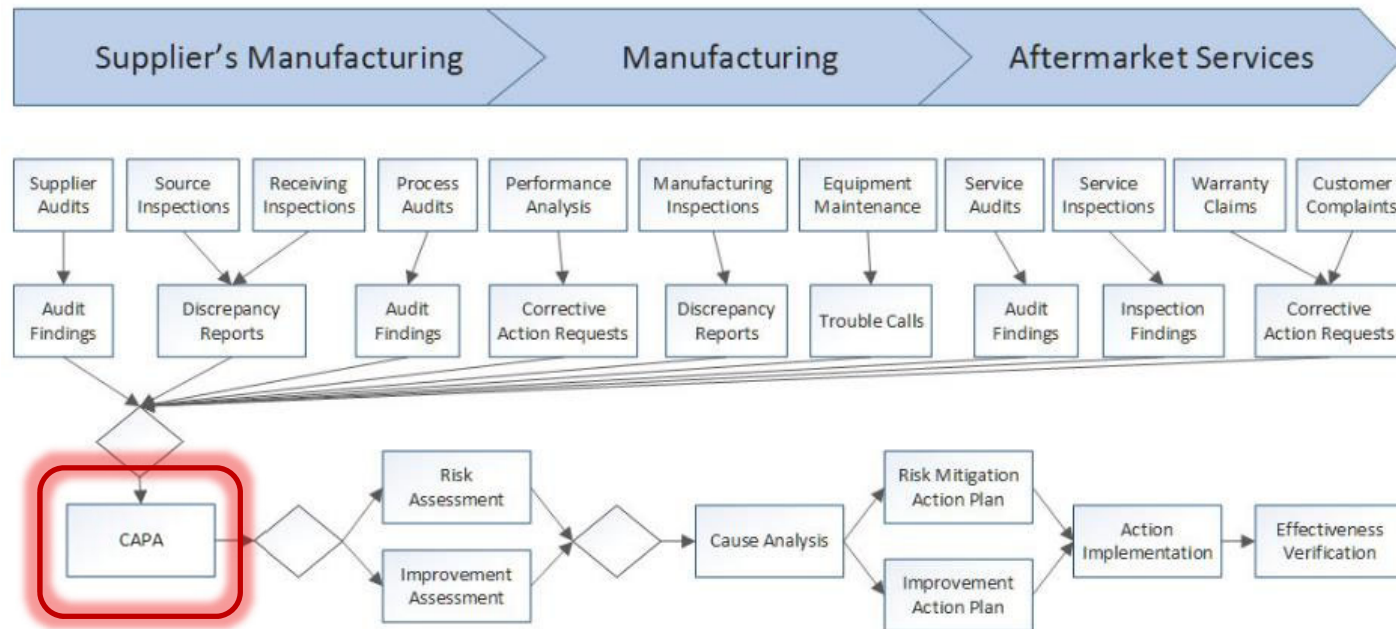 Supplier's Manufacturing
Manufacturing
Aftermarket Services
Supplier
Audits
Source
Inspections
Receiving
Inspections
Process
Audits
Performance
Analysis
Manufacturing
Inspections
Equipment
Maintenance
Service
Audits
Service
Inspections
Warranty
Claims
Customer
Complaints
Audit
Findings
Discrepancy
Reports
Audit
Findings
Corrective
Action Requests
Discrepancy
Reports
Trouble Calls
Audit
Findings
Inspection
Findings
Corrective
Action Requests
CAPA
Risk
Assessment
Improvement
Assessment
Cause Analysis
Risk Mitigation
Action Plan
Improvement
Action Plan
Action
Implementation
Effectiveness
Verification